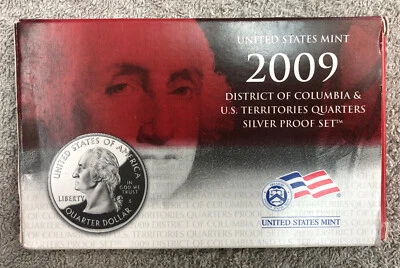 UNITED STATES MINT
2009
DISTRICT OF COLUMBIA &
U.S. TERRITORIES QUARTERS
SILVER PROOF SET™
UNITED STATES OF AMERICA
LIBERTY
IN
GOD WE
TRUST
S
QUARTER DOLLAR
UNITED STATES MINT